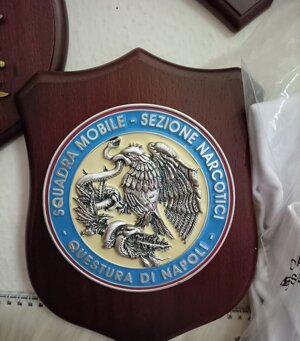 SQUADRA MOBILE - SEZIONE NARCOTICI
- QUESTURA DI NAPOLI -